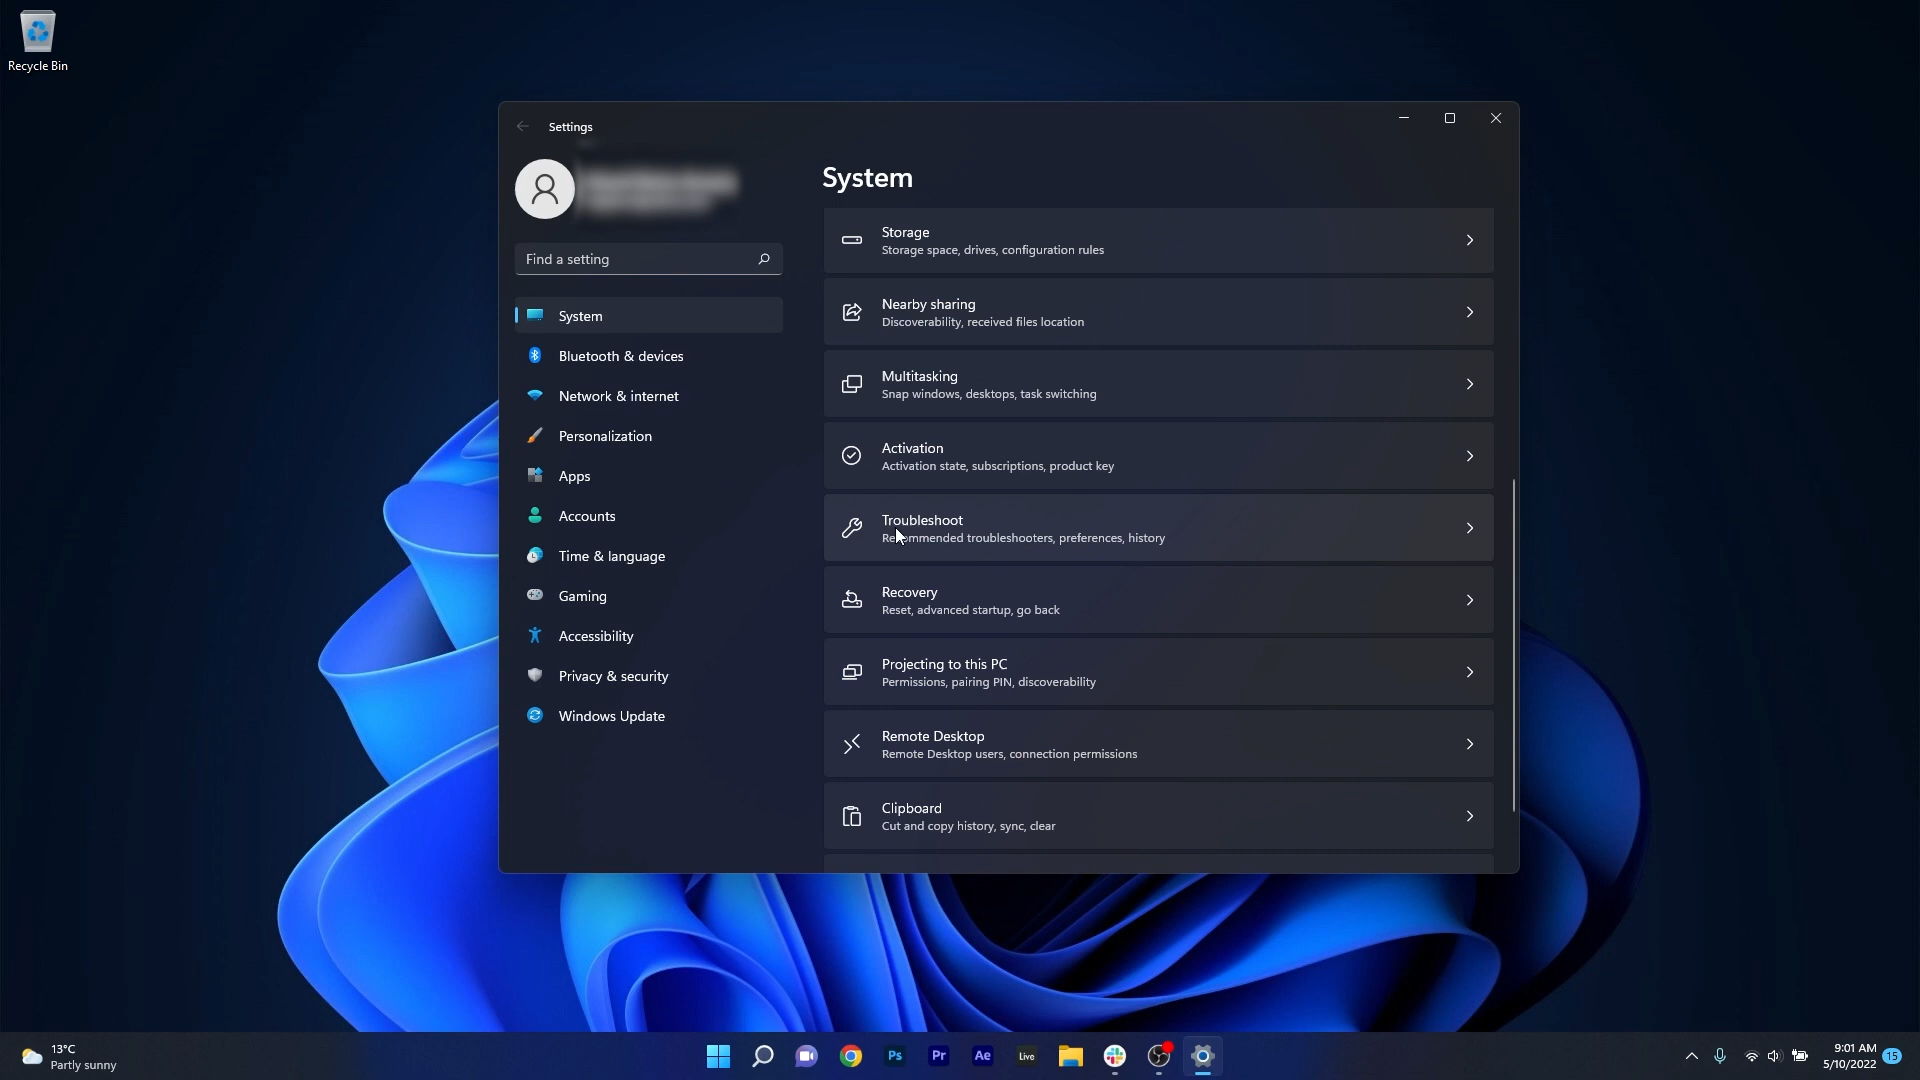 Recycle Bin
Settings
Find a setting
System
Bluetooth & devices
Network & internet
Personalization
Apps
Accounts
Time & language
Gaming
Accessibility
Privacy & security
Windows Update
System
Storage
Storage space, drives, configuration rules
Nearby sharing
Discoverability, received files location
Multitasking
Snap windows, desktops, task switching
Activation
Activation state, subscriptions, product key
Troubleshoot
Recommended troubleshooters, preferences, history
Recovery
Reset, advanced startup, go back
Projecting to this PC
Permissions, pairing PIN, discoverability
Remote Desktop
Remote Desktop users, connection permissions
Clipboard
Cut and copy history, sync, clear
13°C
Partly sunny
Ps
Pr
Ae
Live
9:01 AM
5/10/2022
15